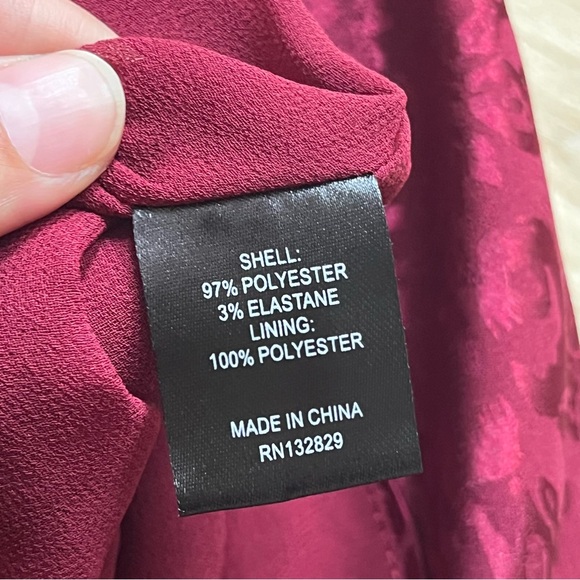 SHELL:
97% POLYESTER
3% ELASTANE
LINING:
100% POLYESTER
MADE IN CHINA
RN132829